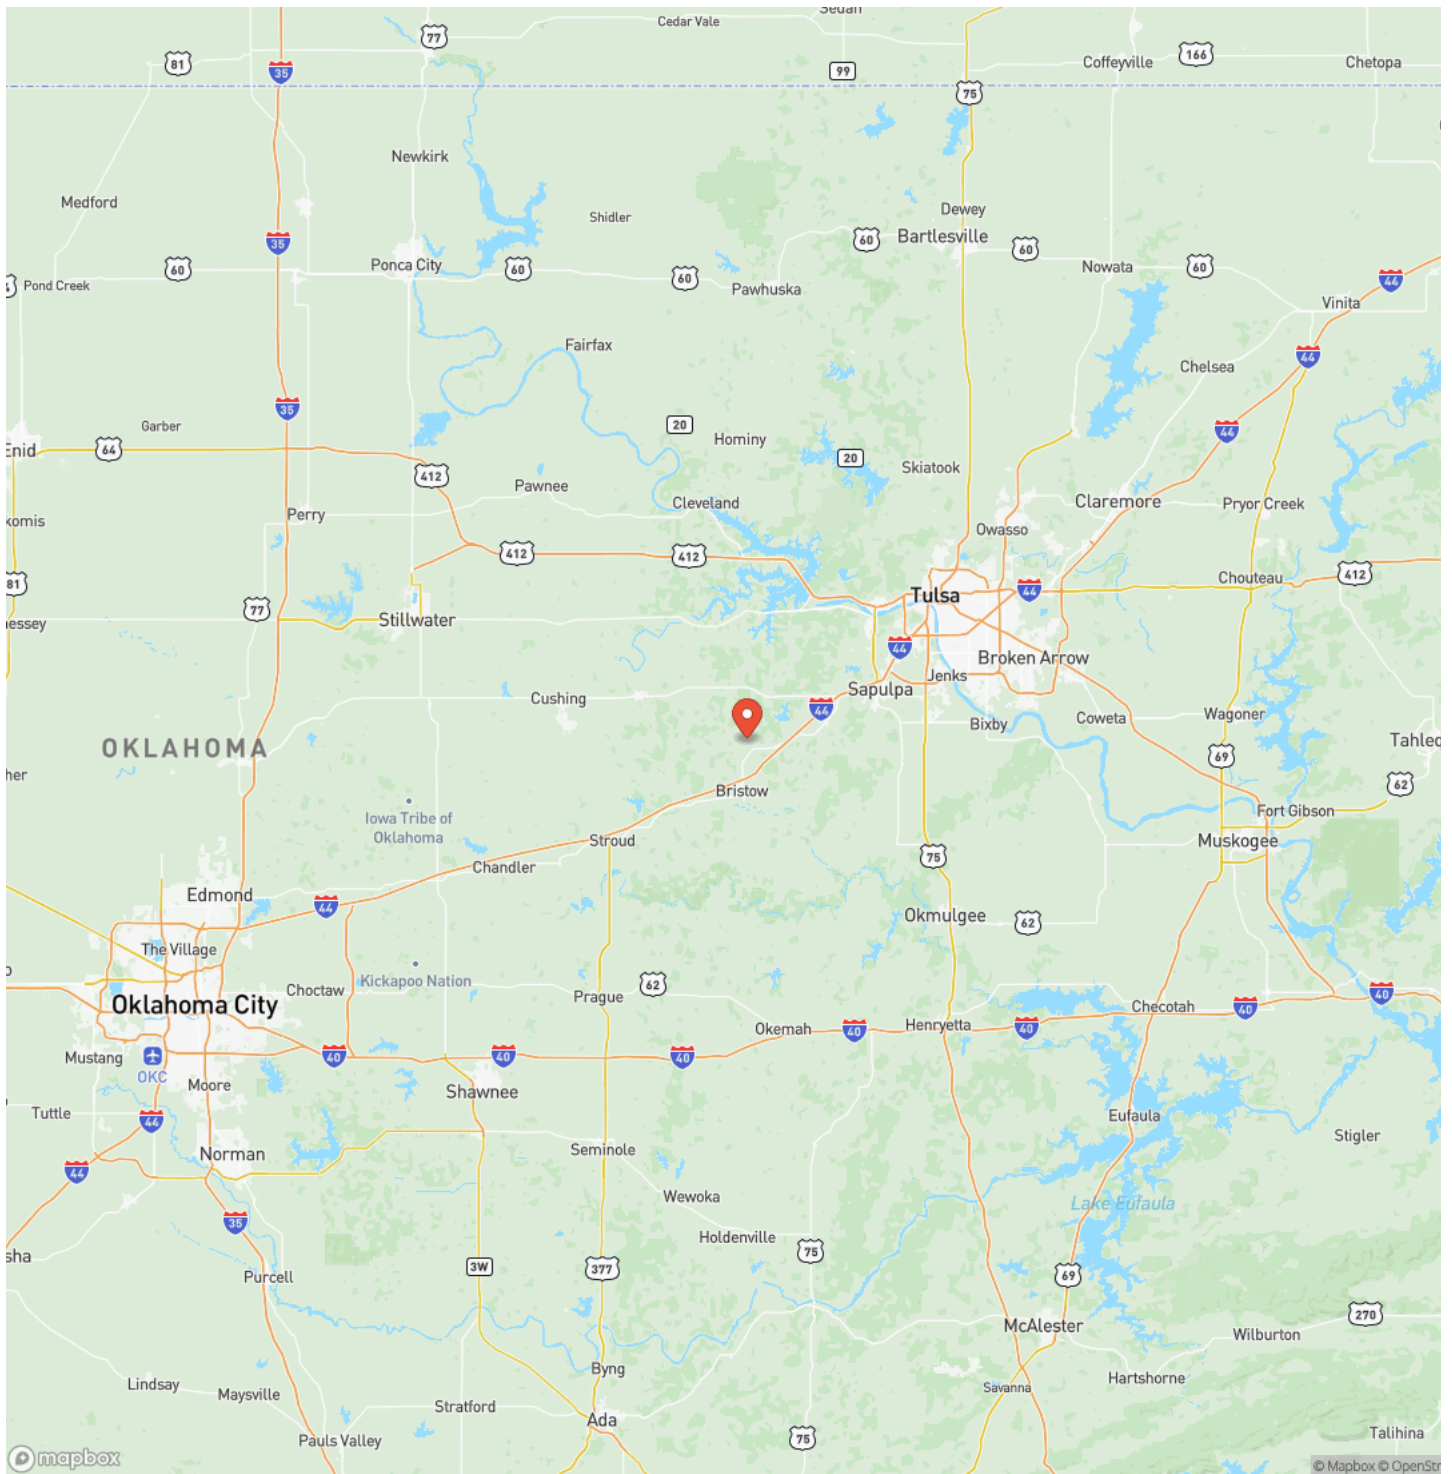 Sedan
Cedar Vale
77
81
35
166
Coffeyville
Chetopa
99
75
Newkirk
Medford
Shidler
Dewey
35
60
Bartlesville
60
Ponca City
60
60
60
Nowata
60
Pond Creek
Pawhuska
44
Vinita
Fairfax
44
Chelsea
35
Garber
20
Hominy
44
Enid
64
20
Skiatook
412
Pawnee
Cleveland
Claremore
Pryor Creek
komis
Perry
Owasso
412
412
81
44
Chouteau
412
Tulsa
77
essey
Stillwater
44
Broken Arrow
Jenks
Cushing
Sapulpa
44
Bixby
Coweta
Wagoner
OKLAHOMA
Tahlec
69
her
62
Bristow
Iowa Tribe of
Oklahoma
Fort Gibson
Stroud
Muskogee
75
Chandler
Edmond
44
Okmulgee
62
The Village
Kickapoo Nation
62
Choctaw
Prague
40
Oklahoma City
Checotah
40
Okemah
40
Henryetta
40
Mustang
40
40
40
OKC
Moore
Shawnee
Tuttle
44
Eufaula
Stigler
Norman
Seminole
44
Wewoka
Lake Eufaula
35
Holdenville
75
sha
3W
377
Purcell
69
270
McAlester
Wilburton
Byng
Lindsay
Hartshorne
Maysville
Savanna
Stratford
Ada
75
Talihina
Pauls Valley
mapbox
© Mapbox © OpenStr